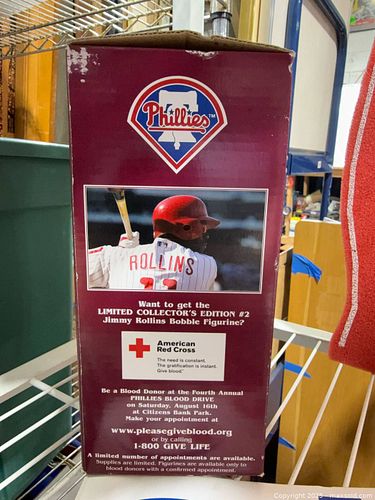 Phillies
ROLLINS
11
Want to get the
LIMITED COLLECTOR'S EDITION #2
Jimmy Rollins Bobble Figurine?
American
Red Cross
The need is constant.
The gratification is instant.
Give blood.™
Be a Blood Donor at the Fourth Annual
PHILLIES BLOOD DRIVE
on Saturday, August 16th
at Citizens Bank Park.
Make your appointment at
www.pleasegiveblood.org
or by calling
1-800 GIVE LIFE
A limited number of appointments are available.
Supplies are limited. Figurines are available only to
blood donors with a confirmed appointment.